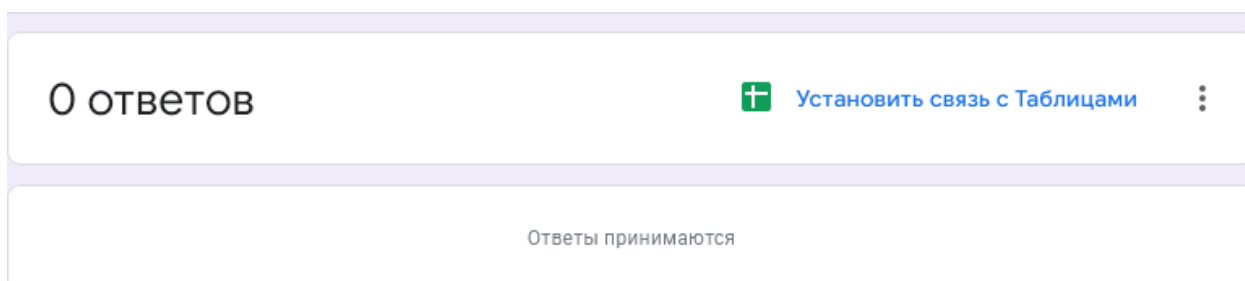 0 ответов
Установить связь с Таблицами
Ответы принимаются